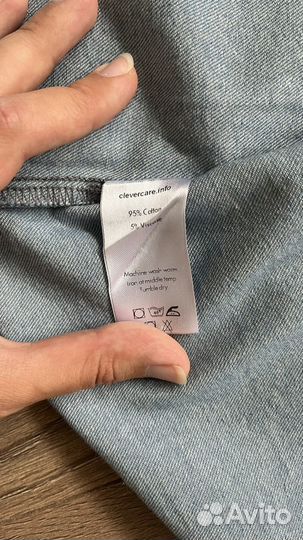 clevercare.info
95% Cotton
5% Viscose
Machine wash warm
Iron at middle temp
Tumble dry
Avito